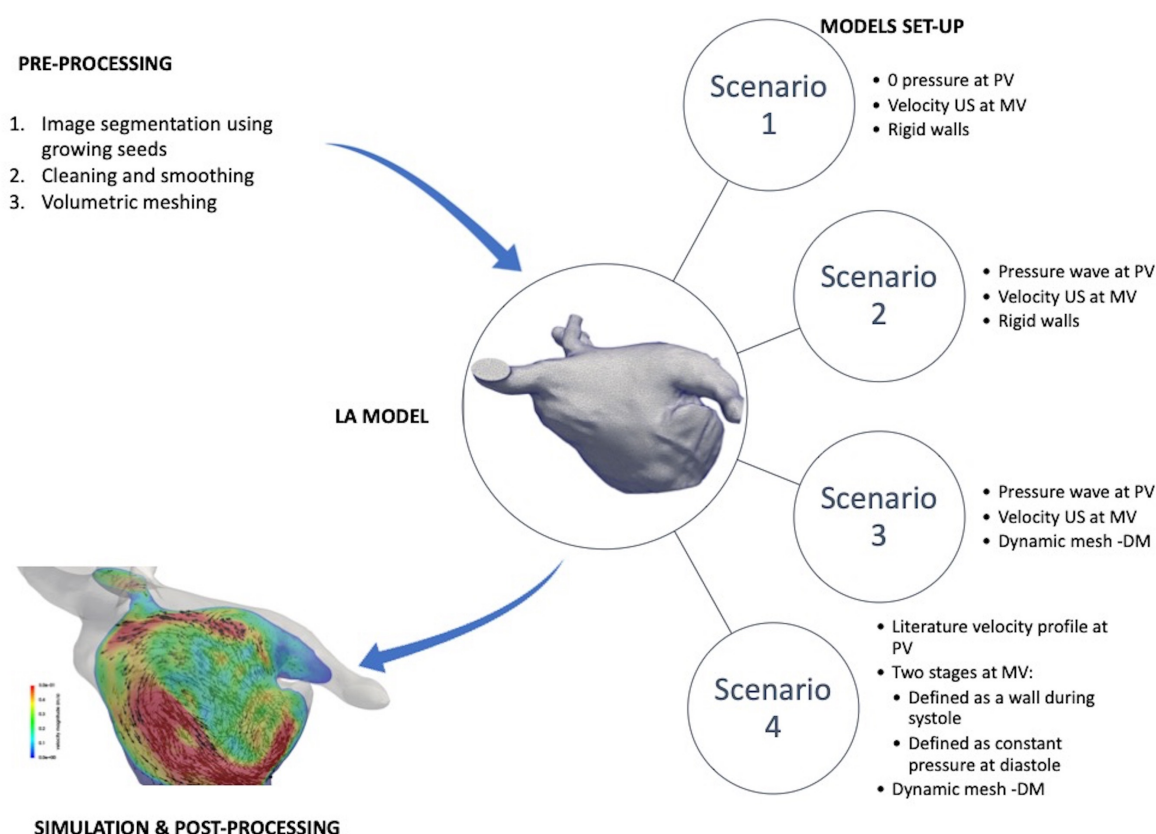 PRE-PROCESSING
1. Image segmentation using
growing seeds
2. Cleaning and smoothing
3. Volumetric meshing
MODELS SET-UP
Scenario
1
• 0 pressure at PV
• Velocity US at MV
• Rigid walls
Scenario
2
• Pressure wave at PV
• Velocity US at MV
• Rigid walls
LA MODEL
Scenario
3
• Pressure wave at PV
• Velocity US at MV
• Dynamic mesh -DM
Scenario
4
• Literature velocity profile at
PV
• Two stages at MV:
• Defined as a wall during
systole
• Defined as constant
pressure at diastole
• Dynamic mesh -DM
SIMULATION & POST-PROCESSING